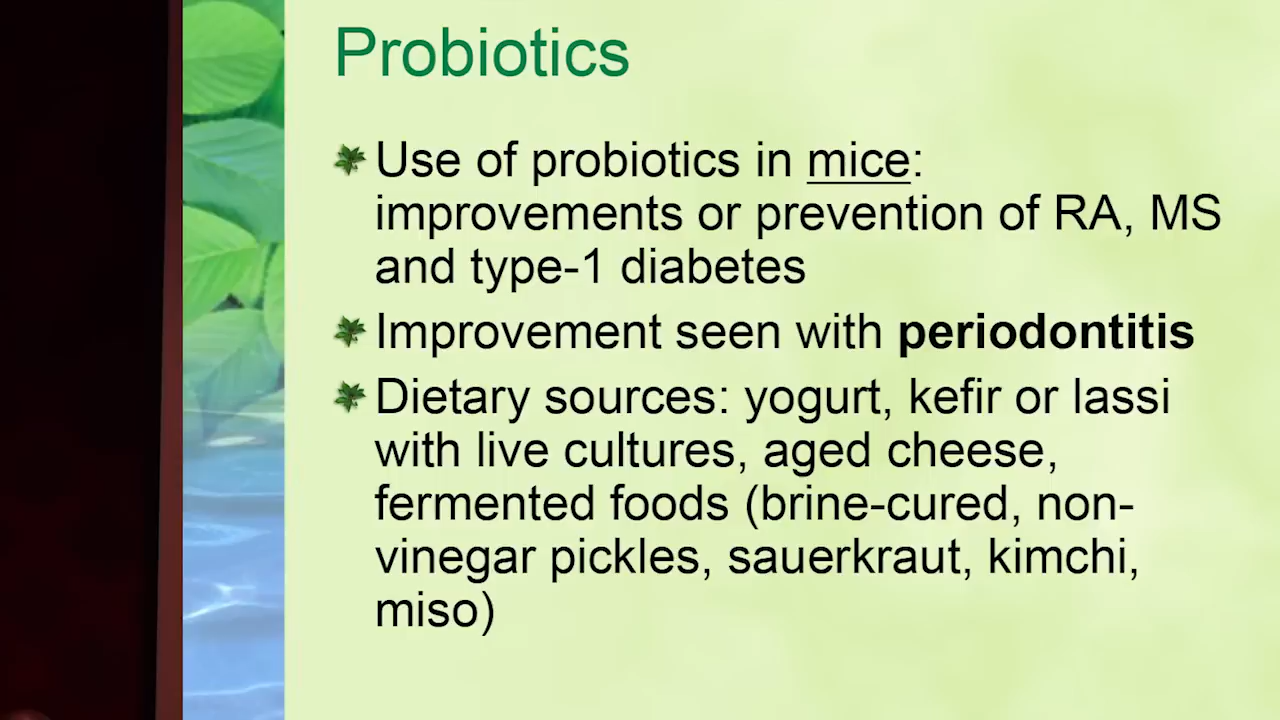 Probiotics
Use of probiotics in mice:
improvements or prevention of RA, MS
and type-1 diabetes
Improvement seen with periodontitis
Dietary sources: yogurt, kefir or lassi
with live cultures, aged cheese,
fermented foods (brine-cured, non-
vinegar pickles, sauerkraut, kimchi,
miso)